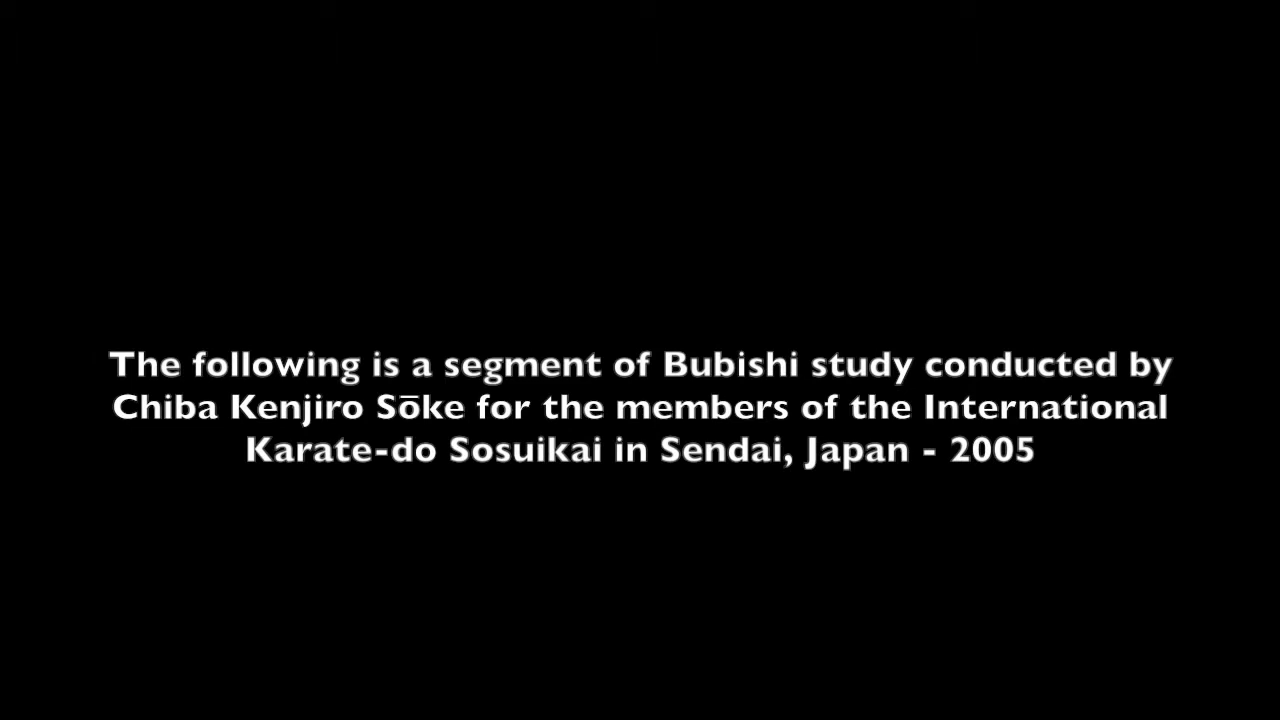 The following is a segment of Bubishi study conducted by
Chiba Kenjiro Sōke for the members of the International
Karate-do Sosuikai in Sendai, Japan - 2005